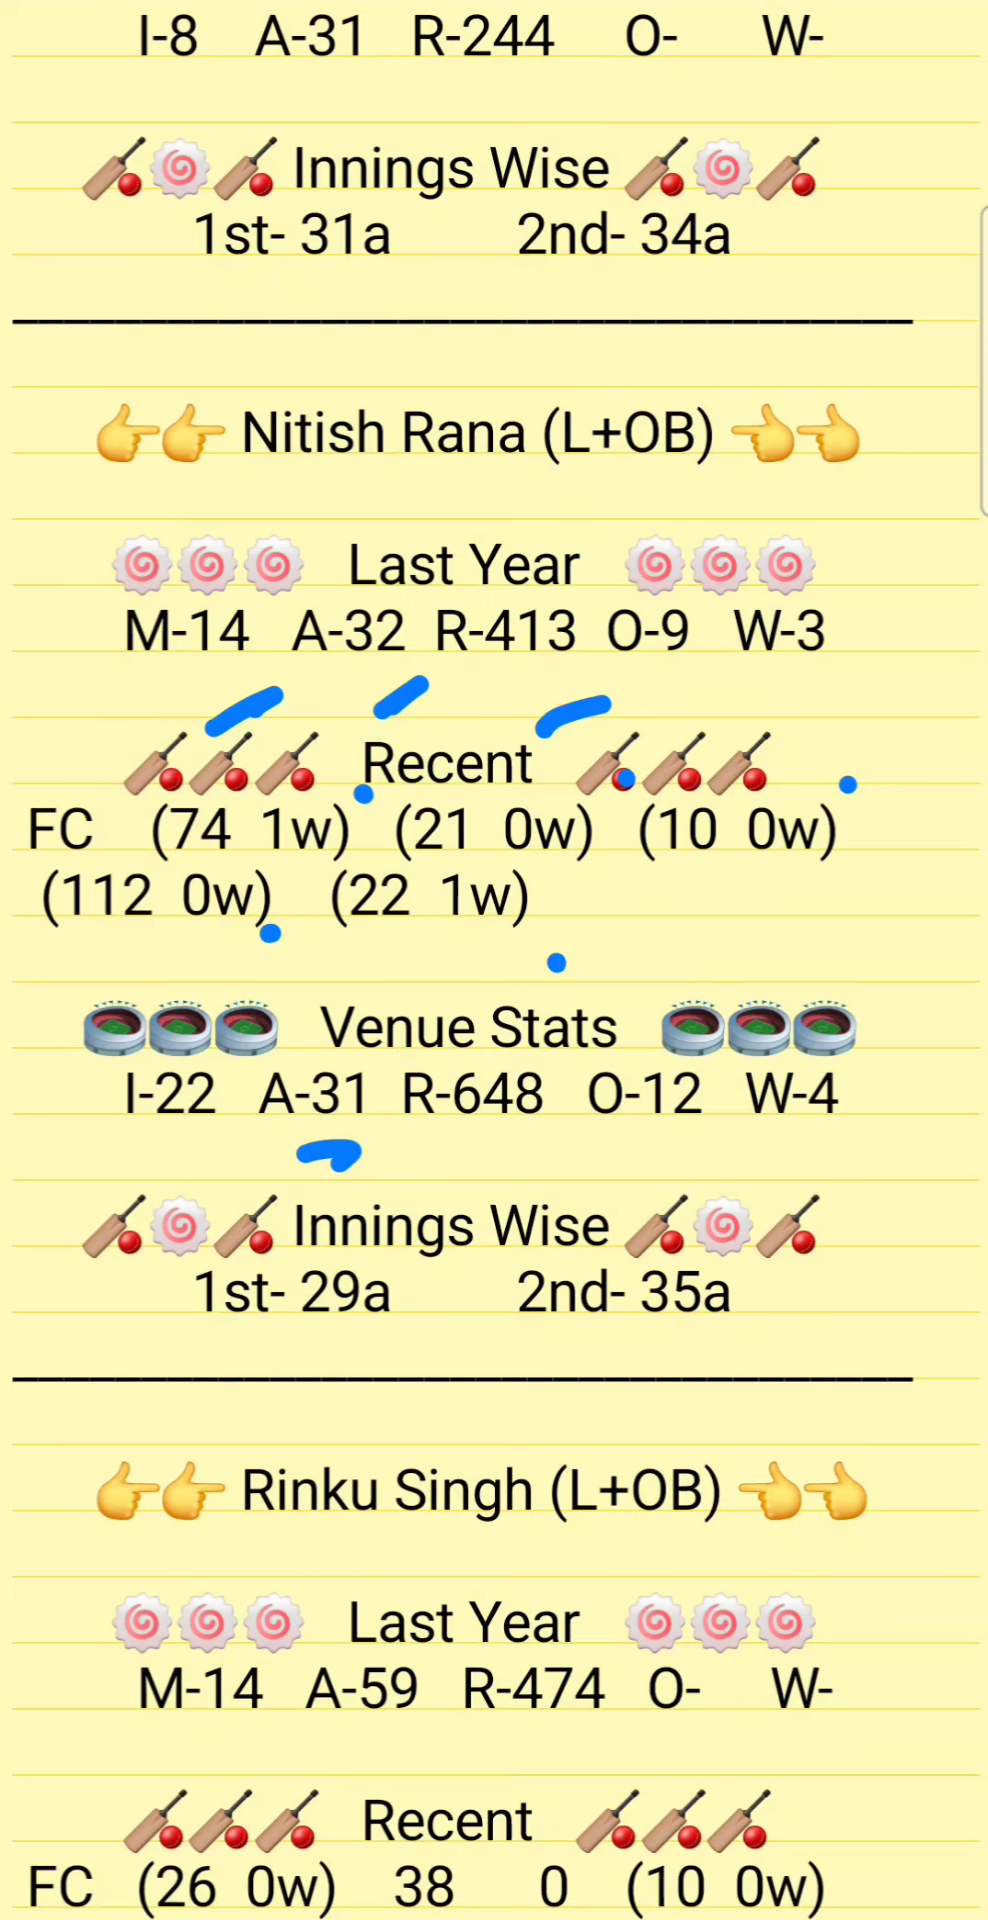 I-8 A-31 R-244 O- W-
🏏🍥🏏 Innings Wise 🏏🍥🏏
1st- 31a 2nd- 34a
👉👉 Nitish Rana (L+OB) 👈👈
🍥🍥🍥 Last Year 🍥🍥🍥
M-14 A-32 R-413 O-9 W-3
🏏🏏🏏 Recent 🏏🏏🏏
FC (74 1w) (21 0w) (10 0w)
(112 0w) (22 1w)
🏟🏟🏟 Venue Stats 🏟🏟🏟
I-22 A-31 R-648 O-12 W-4
🏏🍥🏏 Innings Wise 🏏🍥🏏
1st- 29a 2nd- 35a
👉👉 Rinku Singh (L+OB) 👈👈
🍥🍥🍥 Last Year 🍥🍥🍥
M-14 A-59 R-474 O- W-
🏏🏏🏏 Recent 🏏🏏🏏
FC (26 0w) 38 0 (10 0w)